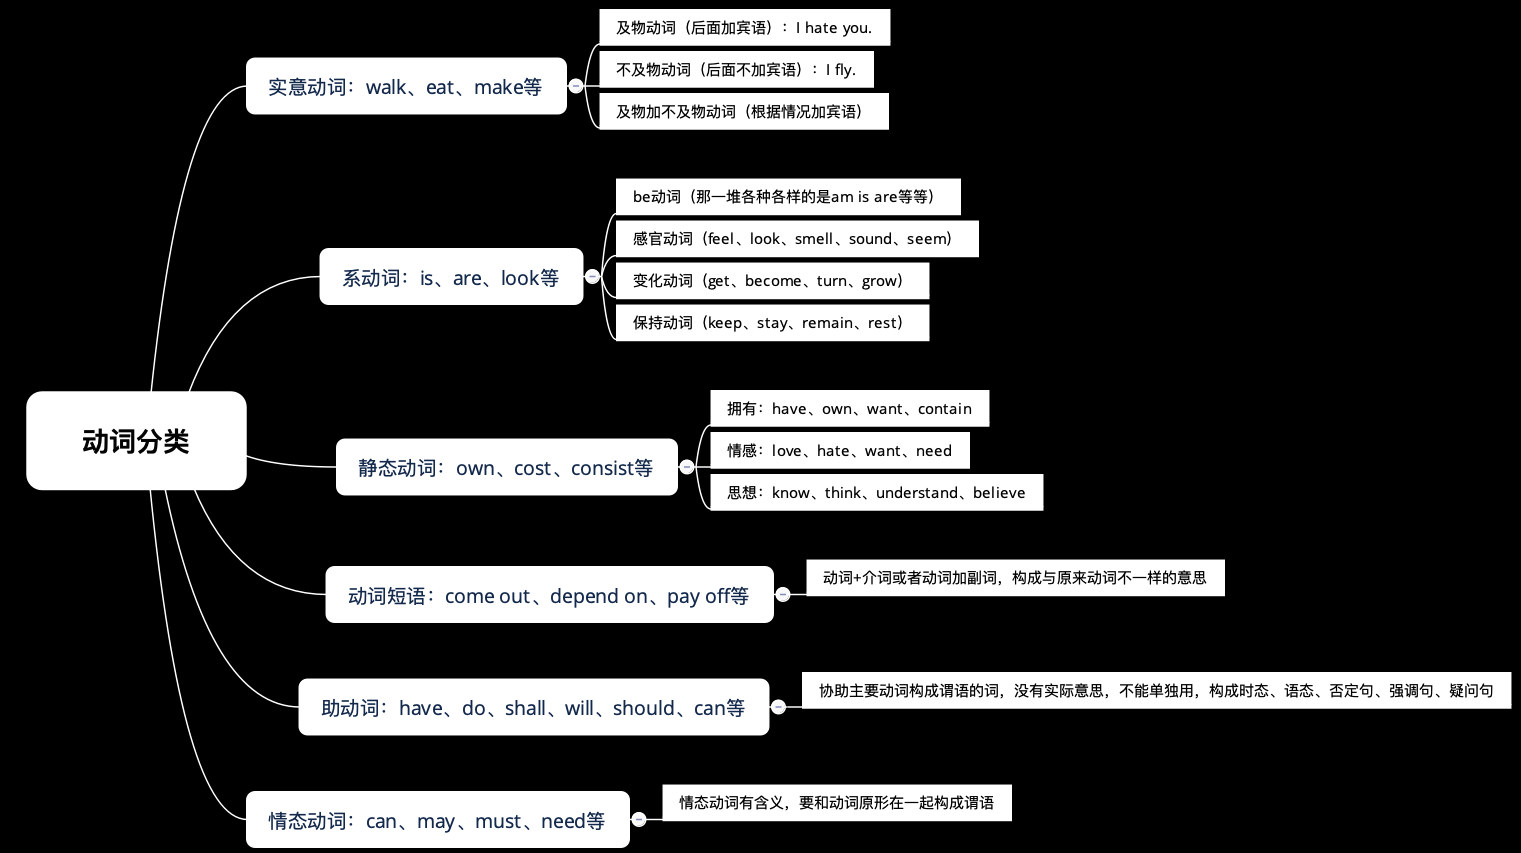 动词分类
实意动词：walk、eat、make等
及物动词（后面加宾语）：I hate you.
不及物动词（后面不加宾语）：I fly.
及物加不及物动词（根据情况加宾语）
系动词：is、are、look等
be动词（那一堆各种各样的是am is are等等）
感官动词（feel、look、smell、sound、seem）
变化动词（get、become、turn、grow）
保持动词（keep、stay、remain、rest）
静态动词：own、cost、consist等
拥有：have、own、want、contain
情感：love、hate、want、need
思想：know、think、understand、believe
动词短语：come out、depend on、pay off等
动词+介词或者动词加副词，构成与原来动词不一样的意思
助动词：have、do、shall、will、should、can等
协助主要动词构成谓语的词，没有实际意思，不能单独用，构成时态、语态、否定句、强调句、疑问句
情态动词：can、may、must、need等
情态动词有含义，要和动词原形在一起构成谓语